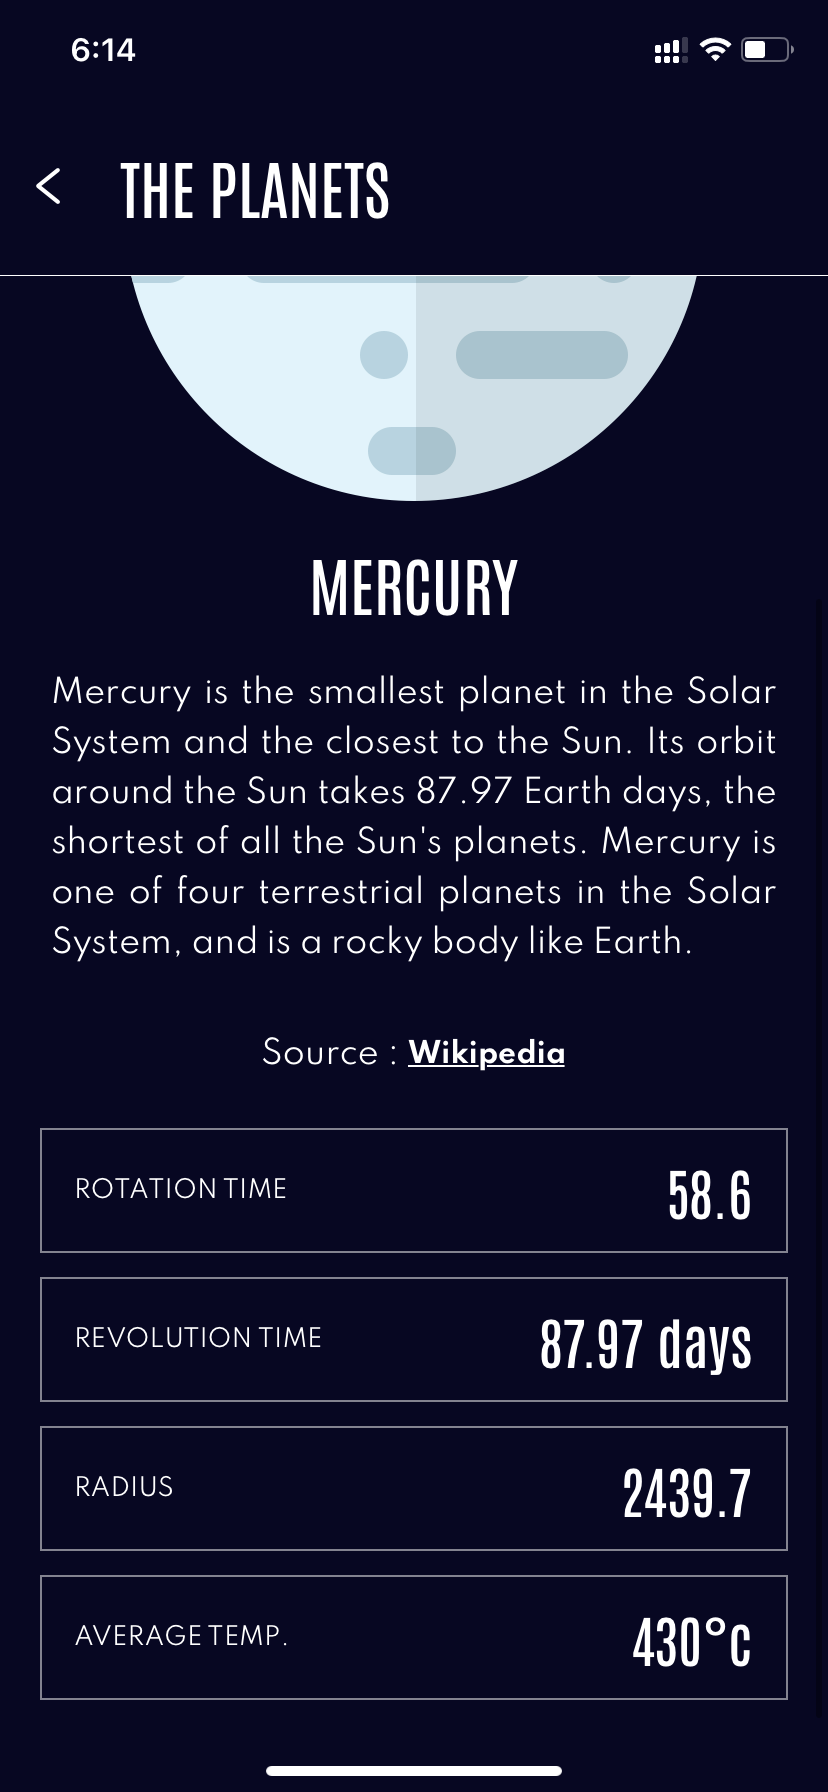 6:14
THE PLANETS
MERCURY
Mercury is the smallest planet in the Solar
System and the closest to the Sun. Its orbit
around the Sun takes 87.97 Earth days, the
shortest of all the Sun's planets. Mercury is
one of four terrestrial planets in the Solar
System, and is a rocky body like Earth.
Source : Wikipedia
ROTATION TIME 58.6
REVOLUTION TIME 87.97 days
RADIUS 2439.7
AVERAGE TEMP. 430°c